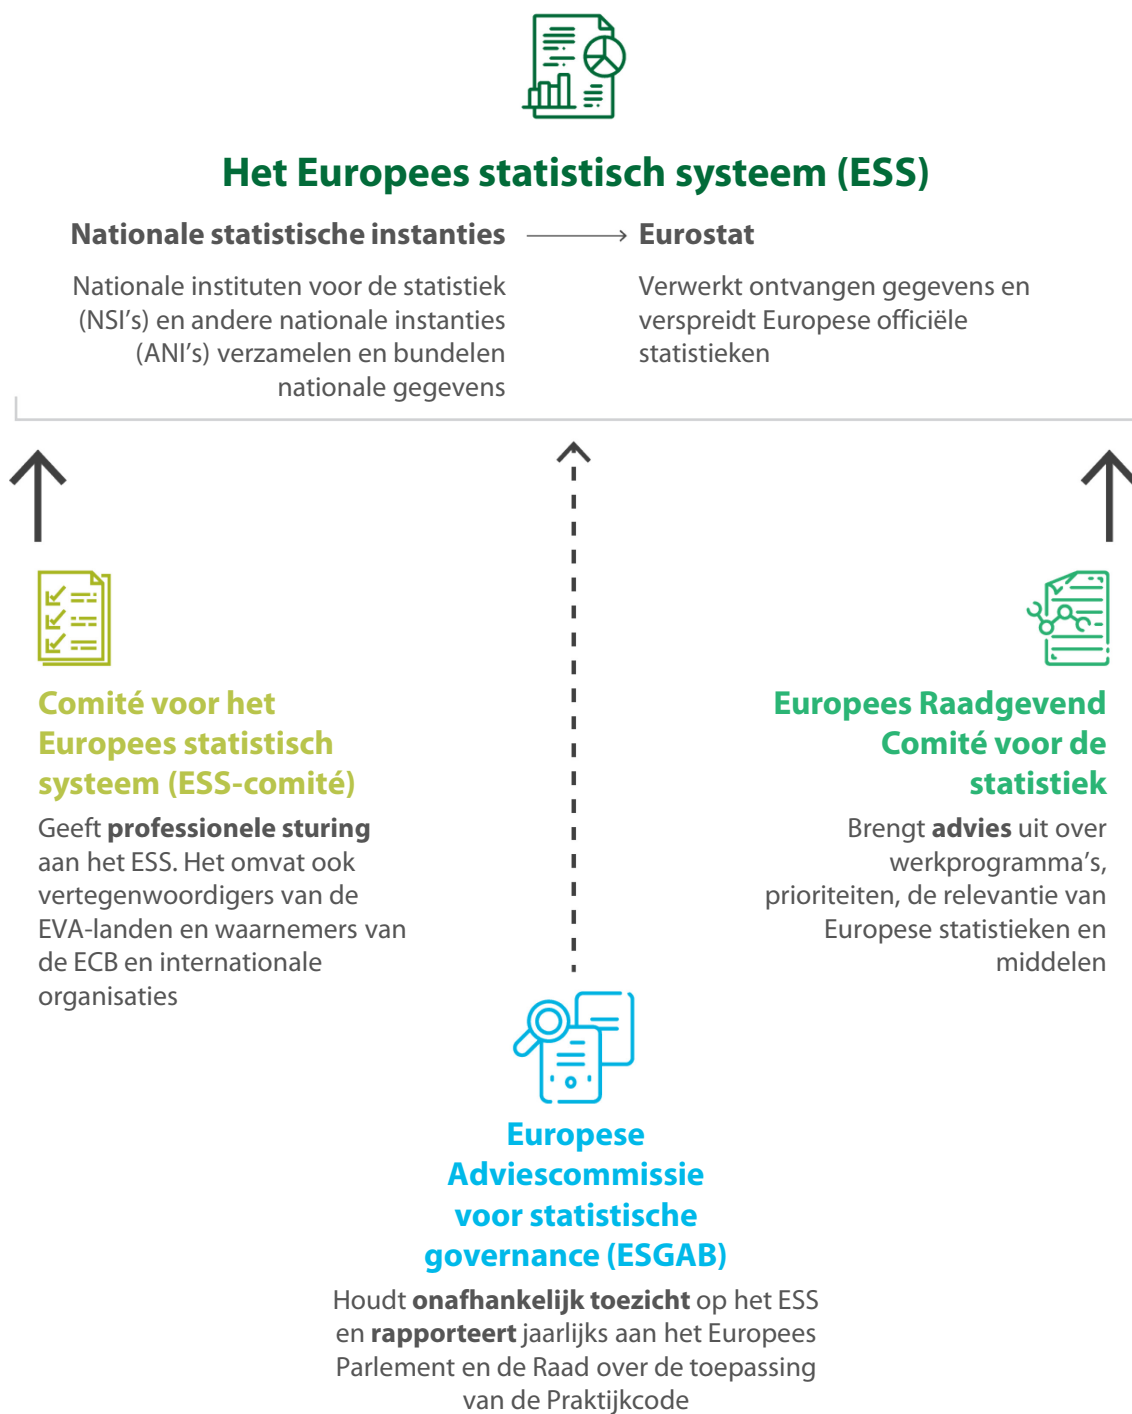 Het Europees statistisch systeem (ESS)
Nationale statistische instanties
Nationale instituten voor de statistiek
(NSI's) en andere nationale instanties
(ANI's) verzamelen en bundelen
nationale gegevens
Eurostat
Verwerkt ontvangen gegevens en
verspreidt Europese officiële
statistieken
Comité voor het
Europees statistisch
systeem (ESS-comité)
Geeft professionele sturing
aan het ESS. Het omvat ook
vertegenwoordigers van de
EVA-landen en waarnemers van
de ECB en internationale
organisaties
Europees Raadgevend
Comité voor de
statistiek
Brengt advies uit over
werkprogramma's,
prioriteiten, de relevantie van
Europese statistieken en
middelen
Europese
Adviescommissie
voor statistische
governance (ESGAB)
Houdt onafhankelijk toezicht op het ESS
en rapporteert jaarlijks aan het Europees
Parlement en de Raad over de toepassing
van de Praktijkcode